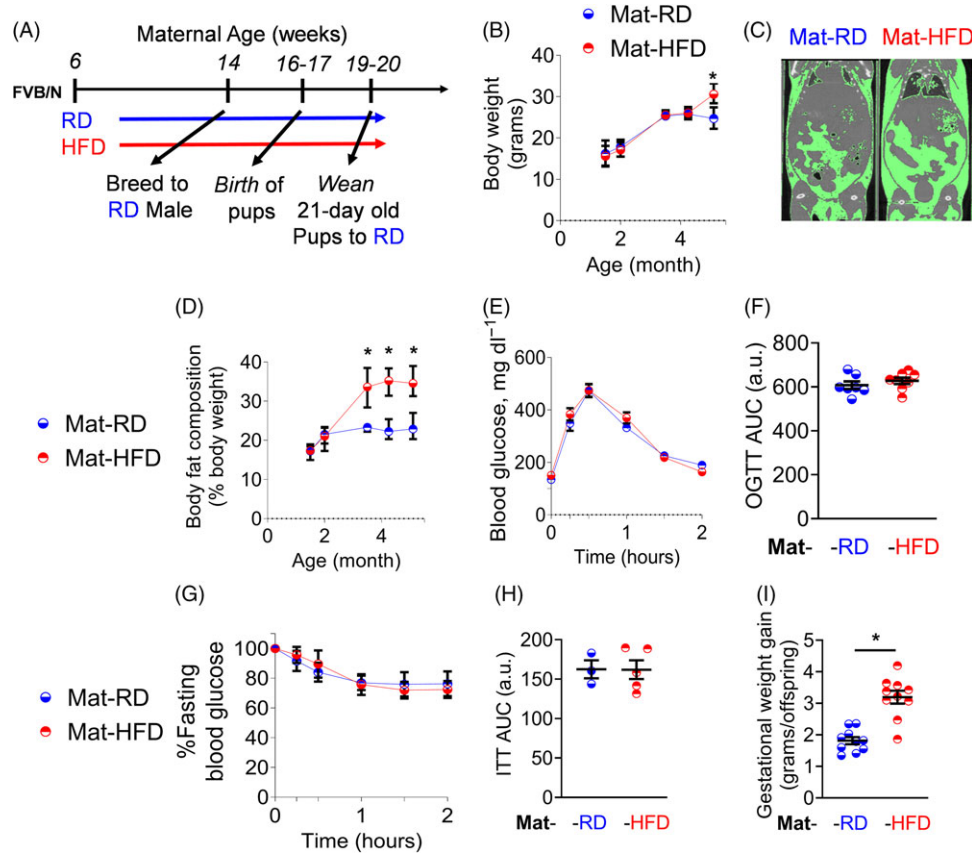 (A)
Maternal Age (weeks)
6
14
16-17
19-20
FVB/N
RD
HFD
Breed to
RD Male
Birth of
pups
Wean
21-day old
Pups to RD
(B)
Mat-RD
Mat-HFD
*
40
30
20
10
0
Body weight
(grams)
0 2 4
Age (month)
(C)
Mat-RD Mat-HFD
(D)
Mat-RD
Mat-HFD
* * *
40
20
0
Body fat composition
(% body weight)
0 2 4
Age (month)
(E)
Blood glucose, mg dl⁻¹
600
400
200
0
0 1 2
Time (hours)
(F)
OGTT AUC (a.u.)
800
600
400
200
0
Mat- -RD -HFD
(G)
Mat-RD
Mat-HFD
%Fasting
blood glucose
100
80
60
40
20
0
0 1 2
Time (hours)
(H)
ITT AUC (a.u.)
200
150
100
50
0
Mat- -RD -HFD
(I)
Gestational weight gain
(grams/offspring)
5
4
3
2
1
0
*
Mat- -RD -HFD